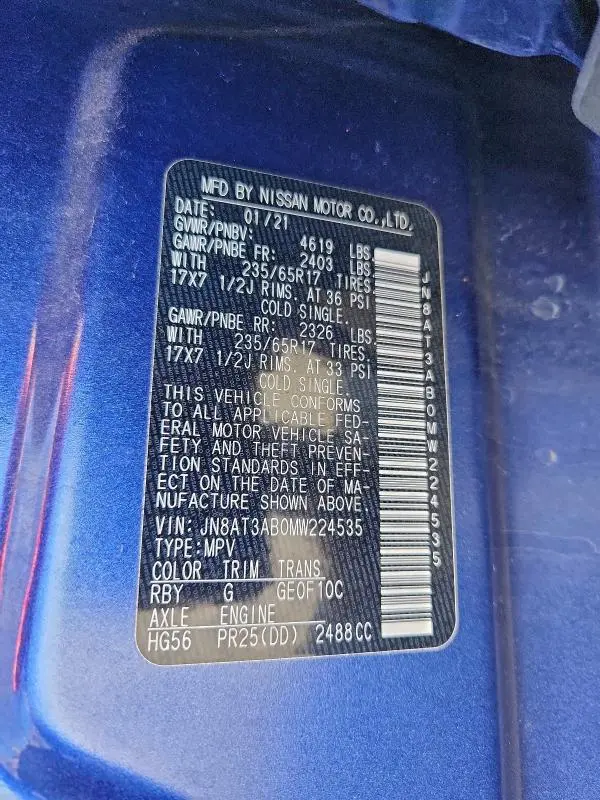 MFD BY NISSAN MOTOR CO.,LTD.
DATE: 01/21
GVWR/PNBV: 4619 LBS
GAWR/PNBE FR: 2403 LBS.
WITH 235/65R17 TIRES,
17X7 1/2J RIMS. AT 36 PSI
COLD SINGLE.
GAWR/PNBE RR: 2326 LBS.
WITH 235/65R17 TIRES,
17X7 1/2J RIMS. AT 33 PSI
COLD SINGLE.
THIS VEHICLE CONFORMS
TO ALL APPLICABLE FED-
ERAL MOTOR VEHICLE SA-
FETY AND THEFT PREVEN-
TION STANDARDS IN EFF-
ECT ON THE DATE OF MA-
NUFACTURE SHOWN ABOVE.
VIN: JN8AT3AB0MW224535
TYPE:MPV
COLOR TRIM TRANS
RBY G GE0F10C
AXLE ENGINE
HG56 PR25(DD) 2488CC
JN8AT3AB0MW224535